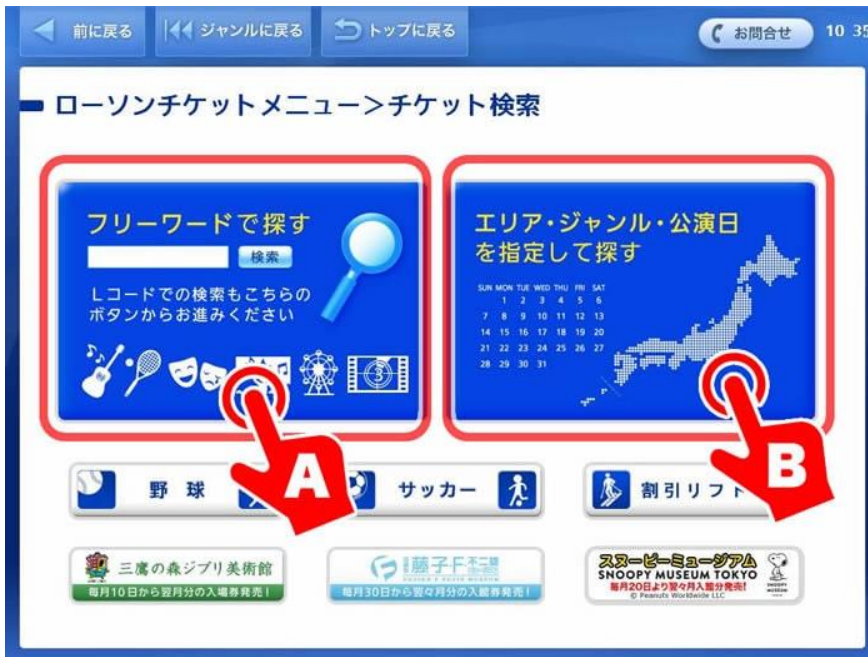 前に戻る
ジャンルに戻る
トップに戻る
お問合せ
10 35
ローソンチケットメニュー＞チケット検索
フリーワードで探す
検索
Lコードでの検索もこちらの
ボタンからお進みください
3
A
エリア・ジャンル・公演日
を指定して探す
SUN MON TUE WED THU FRI SAT
1 2 3 4 5 6
7 8 9 10 11 12 13
14 15 16 17 18 19 20
21 22 23 24 25 26 27
28 29 30 31
B
野球
サッカー
割引リフト
三鷹の森ジブリ美術館
毎月10日から翌月分の入場券発売！
藤子F不二雄
毎月30日から翌々月分の入館券発売！
スヌーピーミュージアム
SNOOPY MUSEUM TOKYO
毎月20日より翌々月入館分発売!
© Peanuts Worldwide LLC